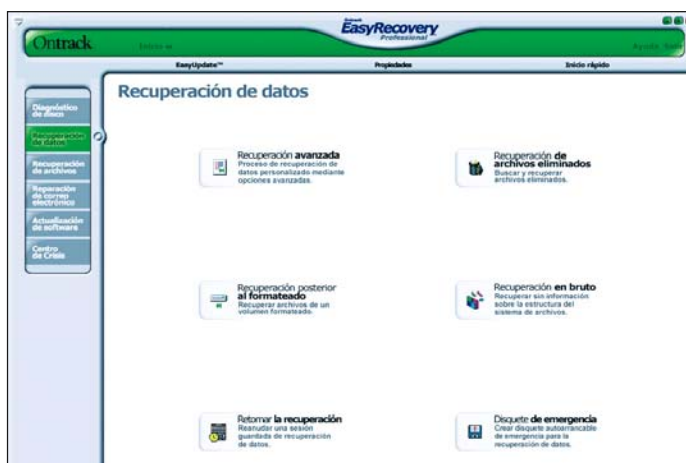 Ontrack
EasyRecovery
Professional
Ontrack
EasyUpdate™
Propiedades
Inicio rápido
Recuperación de datos
Diagnóstico
de disco
Recuperación
de datos
Recuperación
de archivos
Reparación
de correo
electrónico
Actualización
de software
Centro
de Crisis
Recuperación avanzada
Proceso de recuperación de
datos personalizado mediante
opciones avanzadas.
Recuperación de
archivos eliminados
Buscar y recuperar
archivos eliminados.
Recuperación posterior
al formateado
Recuperar archivos de un
volumen formateado.
Recuperación en bruto
Recuperar sin información
sobre la estructura del
sistema de archivos.
Retomar la recuperación
Reanudar una sesión
guardada de recuperación
de datos.
Disquete de emergencia
Crear disquete autoarrancable
de emergencia para la
recuperación de datos.